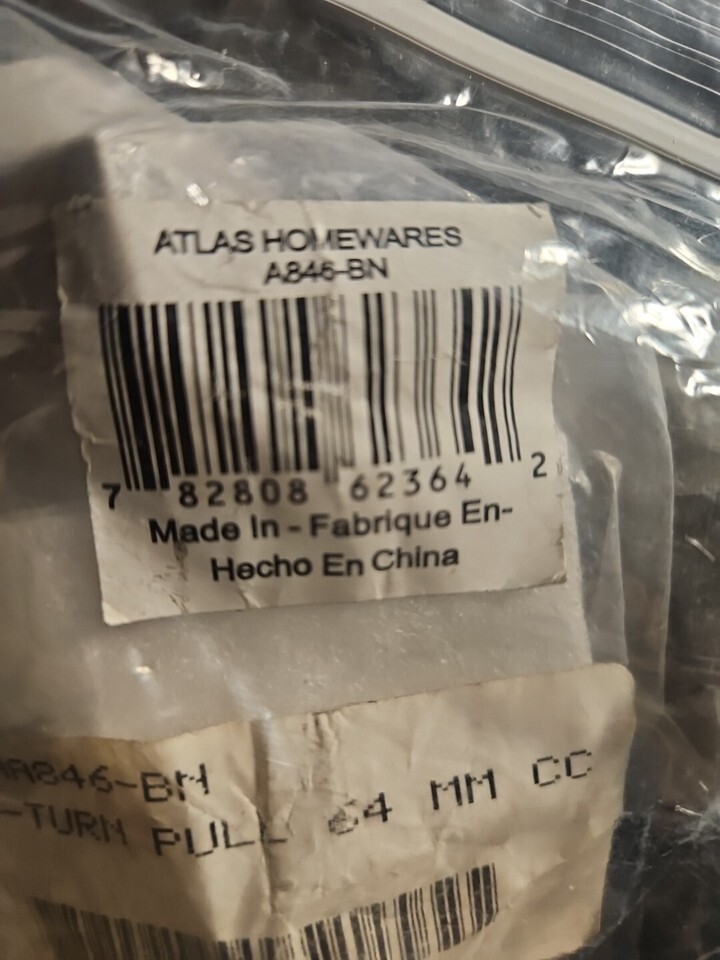 ATLAS HOMEWARES
A846-BN
7 82808 62364 2
Made In - Fabrique En-
Hecho En China
A846-BN
-TURN PULL 64 MM CC